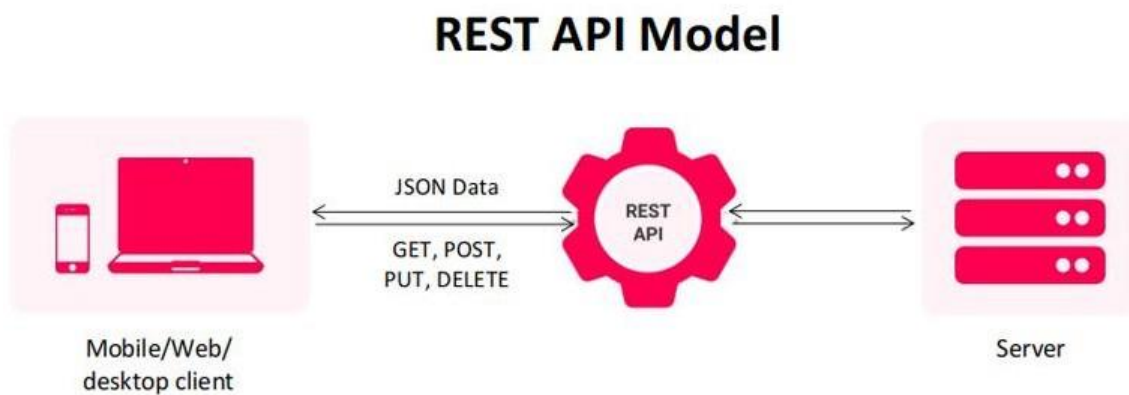 REST API Model
JSON Data
GET, POST,
PUT, DELETE
REST
API
Mobile/Web/
desktop client
Server